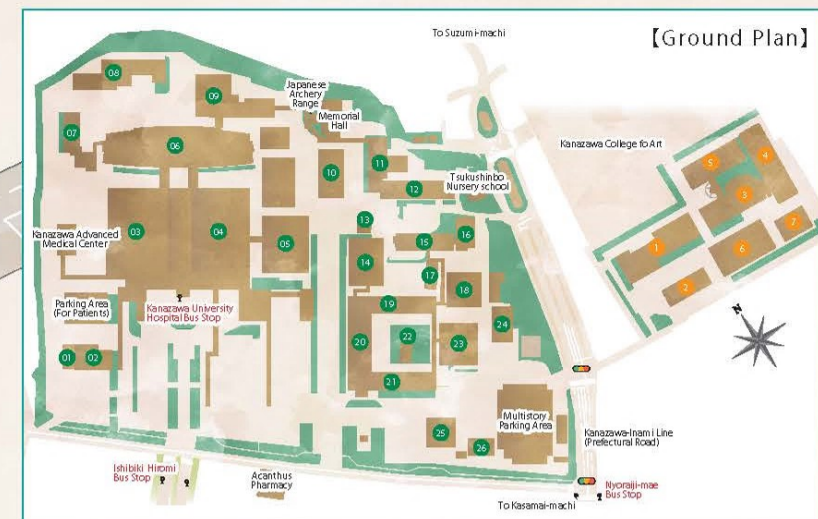 To Suzumi-machi
【Ground Plan】
08
09
Japanese
Archery
Range
Memorial
Hall
07
06
11
10
12
Tsukushinbo
Nursery school
Kanazawa College fo Art
5
4
3
1
6
7
2
N
Kanazawa Advanced
Medical Center
03
04
05
13
14
15
16
17
18
Parking Area
(For Patients)
Kanazawa University
Hospital Bus Stop
01
02
19
20
22
23
24
21
25
26
Multistory
Parking Area
Kanazawa-Inami Line
(Prefectural Road)
Ishibiki Hiromi
Bus Stop
Acanthus
Pharmacy
To Kasamai-machi
Nyoraiji-mae
Bus Stop